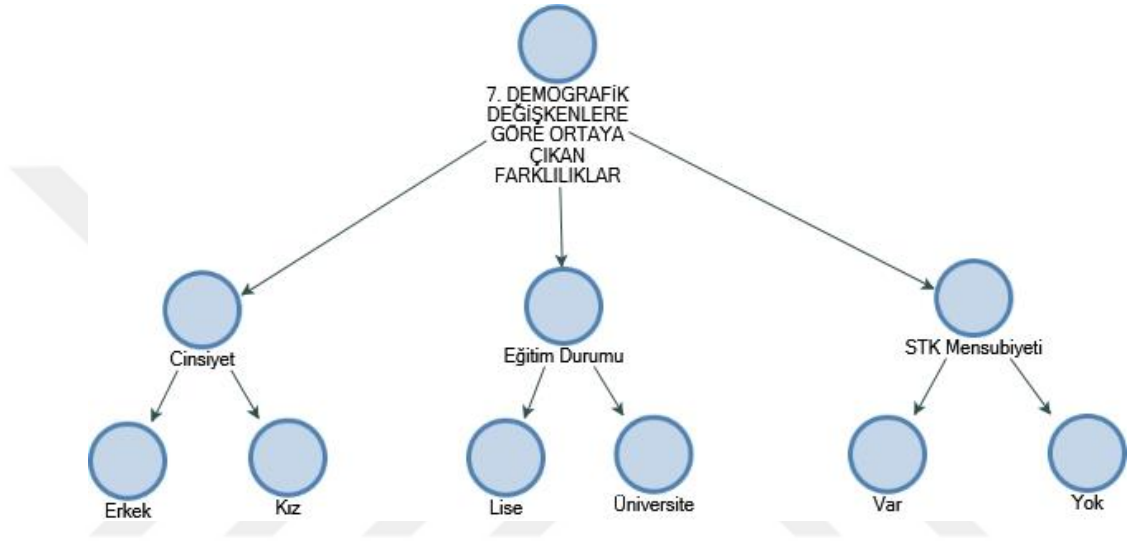 7. DEMOGRAFİK
DEĞİŞKENLERE
GÖRE ORTAYA
ÇIKAN
FARKLILIKLAR
Cinsiyet
Eğitim Durumu
STK Mensubiyeti
Erkek
Kız
Lise
Üniversite
Var
Yok